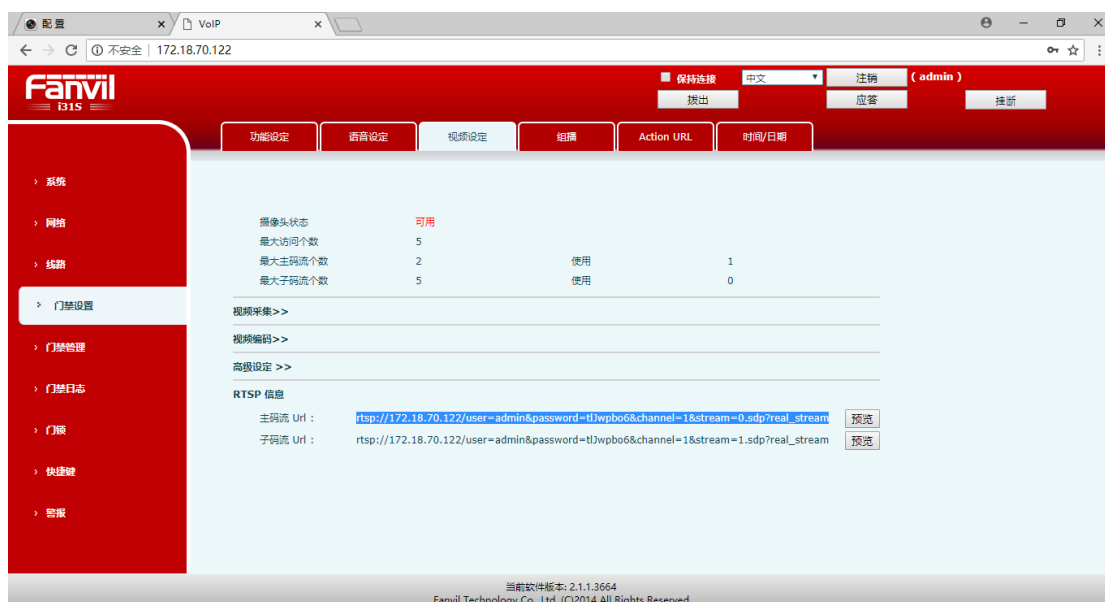 配置
VoIP
不安全 | 172.18.70.122
Fanvil
i31S
保持连接 中文 注销 ( admin )
拨出 应答 挂断
功能设定 语音设定 视频设定 组播 Action URL 时间/日期
› 系统
› 网络
› 线路
› 门禁设置
› 门禁管理
› 门禁日志
› 门锁
› 快捷键
› 警报
摄像头状态 可用
最大访问个数 5
最大主码流个数 2 使用 1
最大子码流个数 5 使用 0
视频采集>>
视频编码>>
高级设定 >>
RTSP 信息
主码流 Url : rtsp://172.18.70.122/user=admin&password=tlJwpbo6&channel=1&stream=0.sdp?real_stream 预览
子码流 Url : rtsp://172.18.70.122/user=admin&password=tlJwpbo6&channel=1&stream=1.sdp?real_stream 预览
当前软件版本: 2.1.1.3664
Fanvil Technology Co., Ltd. (C)2014 All Rights Reserved.